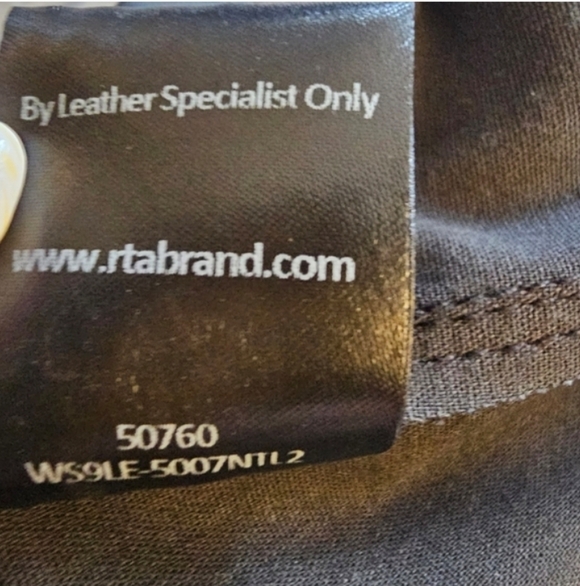 By Leather Specialist Only
www.rtabrand.com
50760
WS9LE-5007NTL2